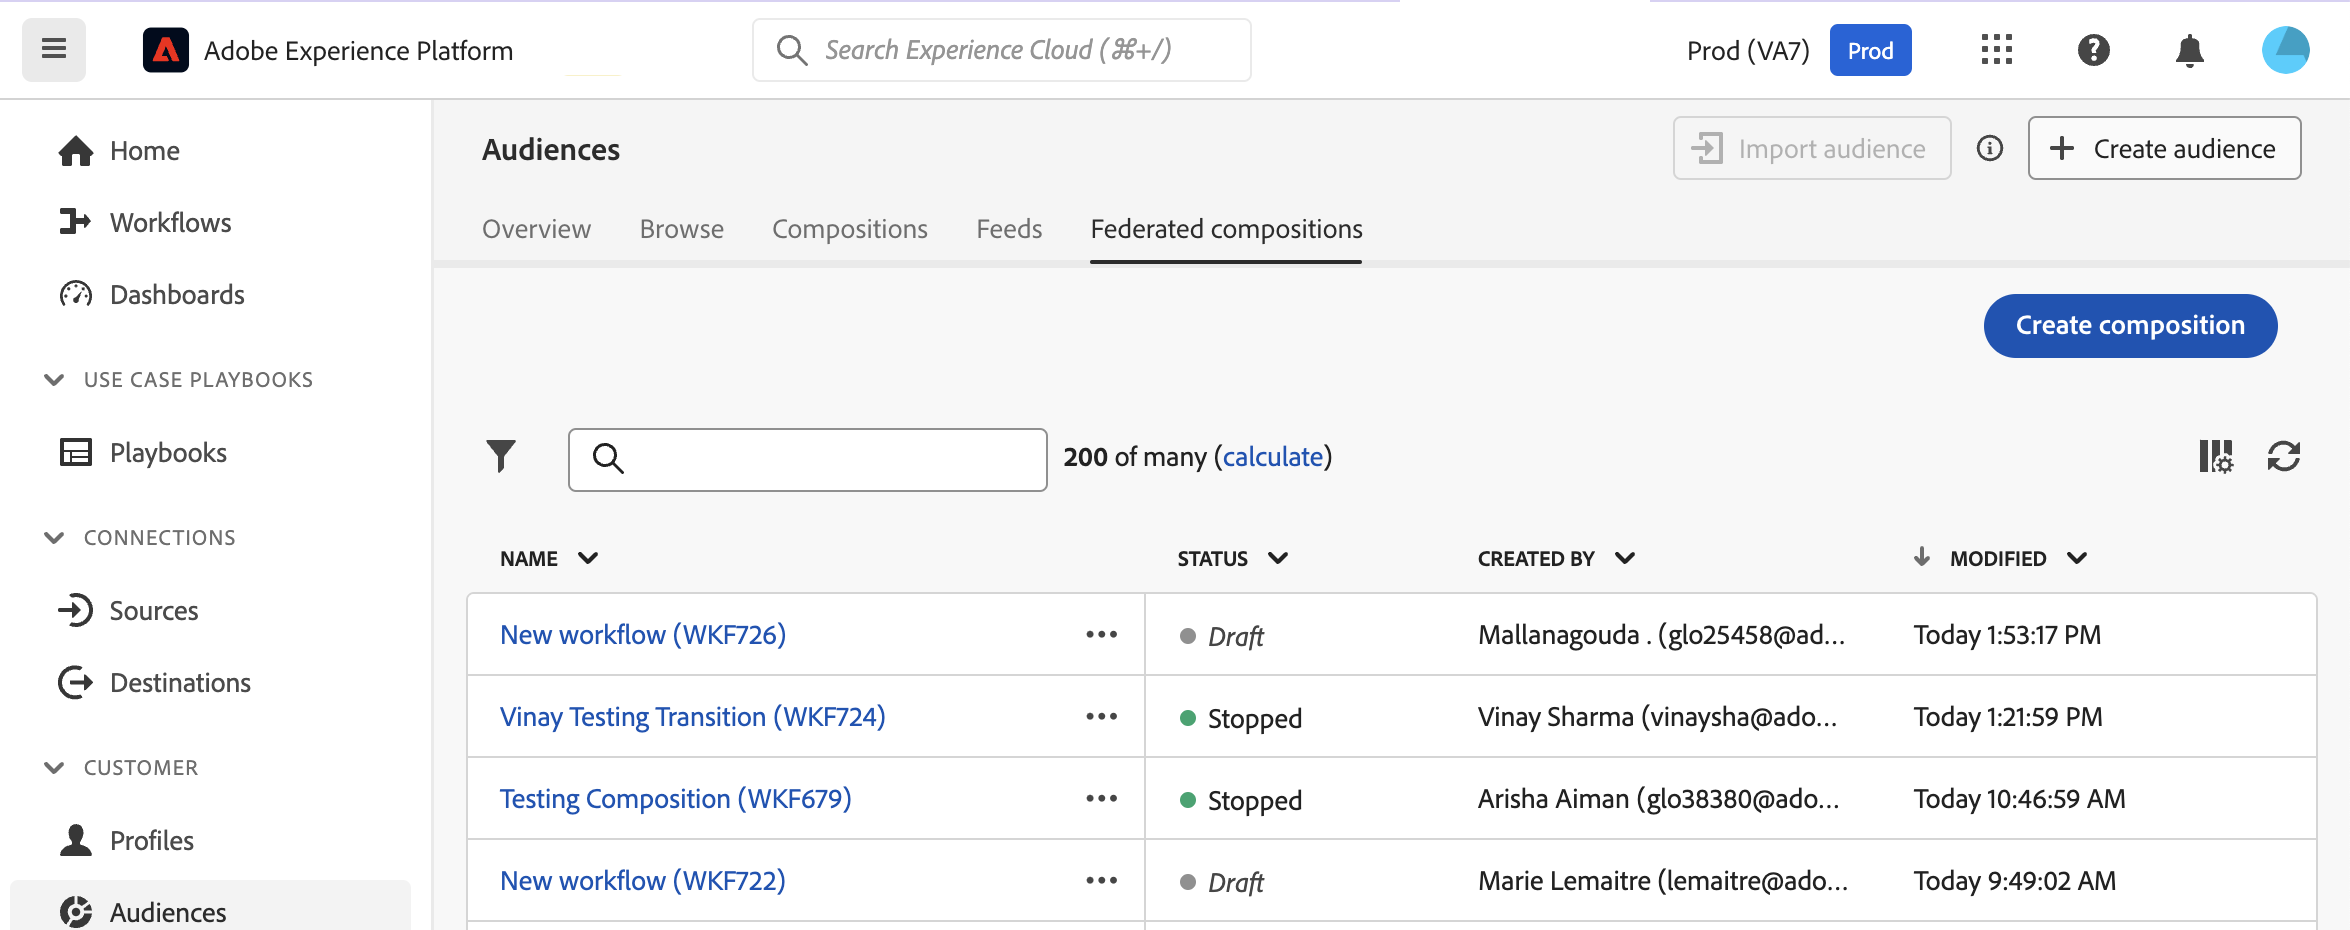 Adobe Experience Platform
Search Experience Cloud (⌘+/)
Prod (VA7)
Prod
Home
Workflows
Dashboards
USE CASE PLAYBOOKS
Playbooks
CONNECTIONS
Sources
Destinations
CUSTOMER
Profiles
Audiences
Audiences
Import audience
Create audience
Overview Browse Compositions Feeds Federated compositions
Create composition
200 of many (calculate)
NAME STATUS CREATED BY MODIFIED
New workflow (WKF726) ••• Draft Mallanagouda . (glo25458@ad... Today 1:53:17 PM
Vinay Testing Transition (WKF724) ••• Stopped Vinay Sharma (vinaysha@ado... Today 1:21:59 PM
Testing Composition (WKF679) ••• Stopped Arisha Aiman (glo38380@ado... Today 10:46:59 AM
New workflow (WKF722) ••• Draft Marie Lemaitre (lemaitre@ado... Today 9:49:02 AM